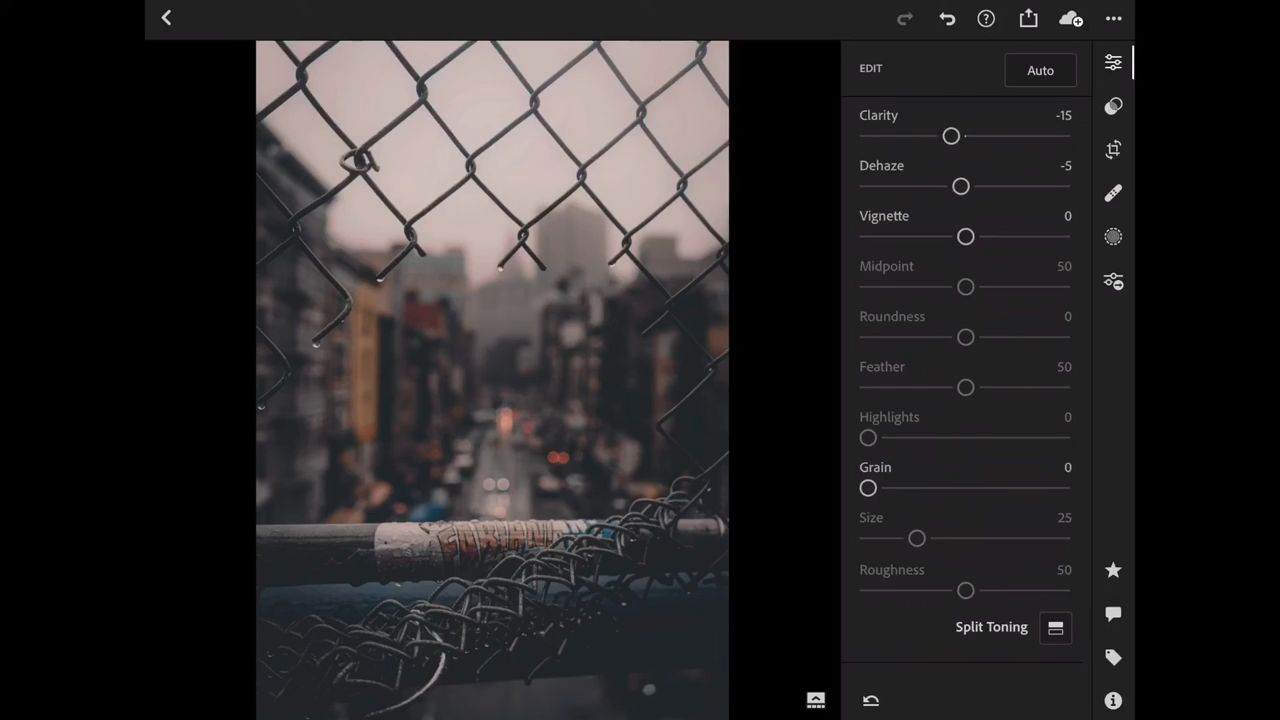 EDIT
Auto
Clarity -15
Dehaze -5
Vignette 0
Midpoint 50
Roundness 0
Feather 50
Highlights 0
Grain 0
Size 25
Roughness 50
Split Toning